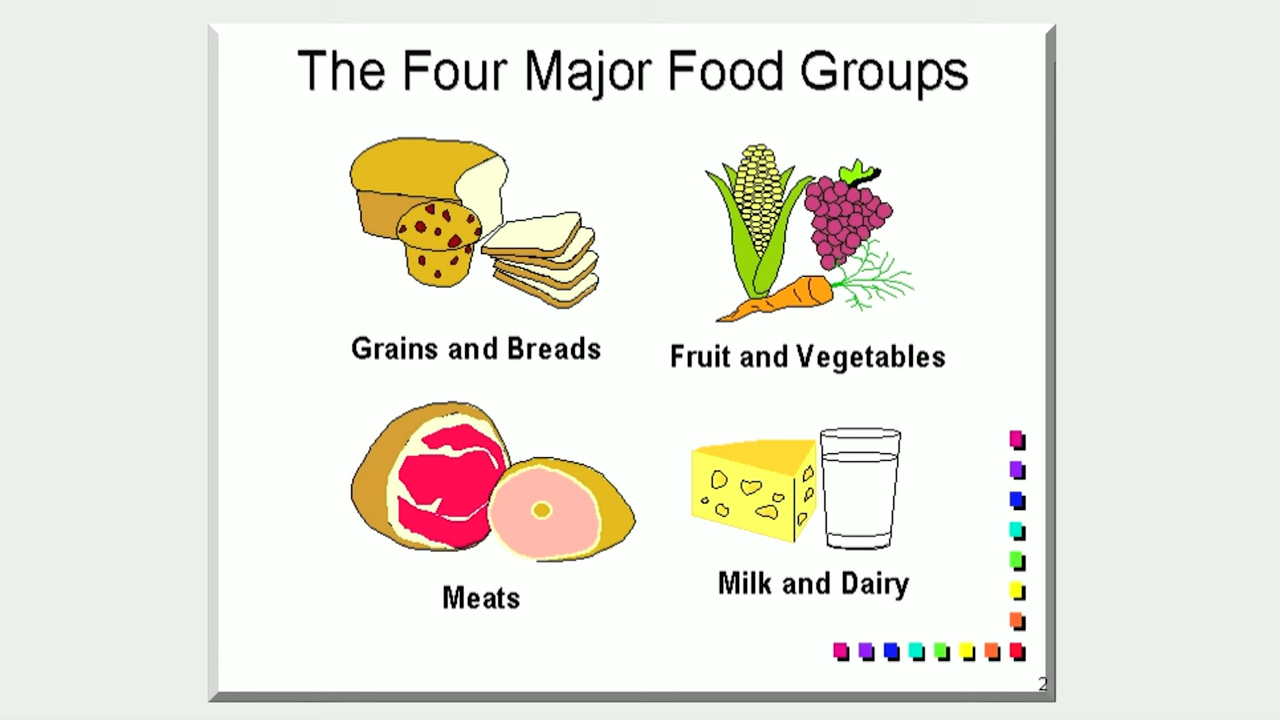 The Four Major Food Groups
Grains and Breads
Fruit and Vegetables
Meats
Milk and Dairy
2